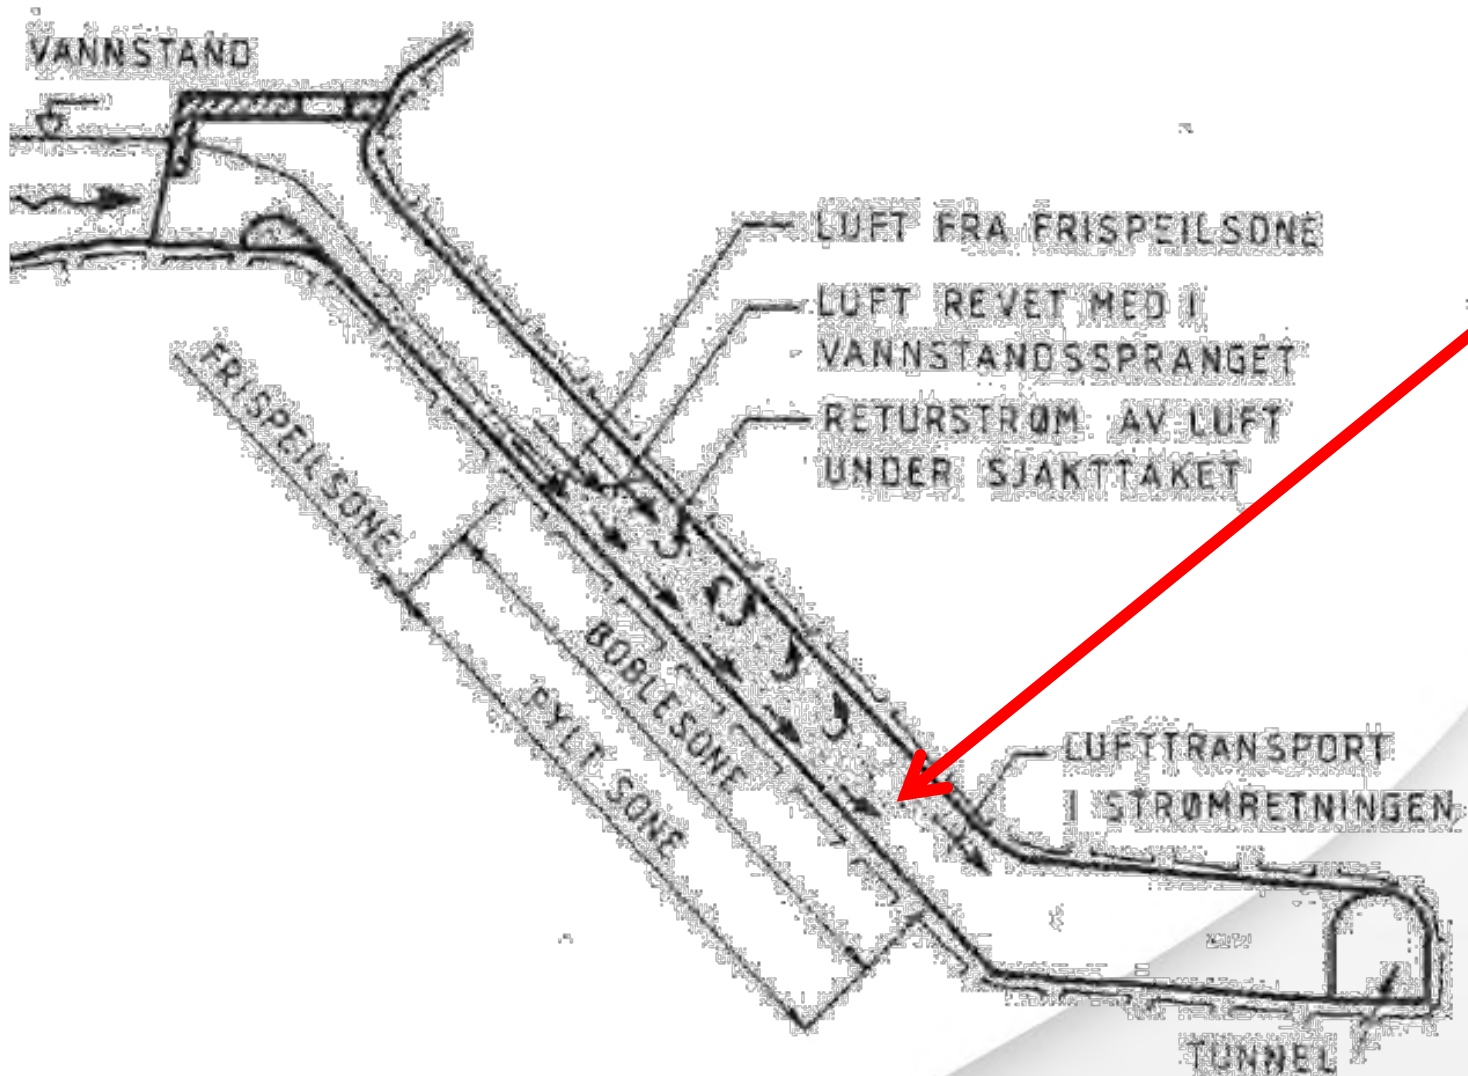 VANNSTAND
LUFT FRA FRISPEILSONE
LUFT REVET MED I
VANNSTANDSSPRANGET
RETURSTRØM AV LUFT
UNDER SJAKTTAKET
FRISPEILSONE
BOBLESONE
FYLT SONE
LUFTTRANSPORT
I STRØMRETNINGEN
TUNNEL